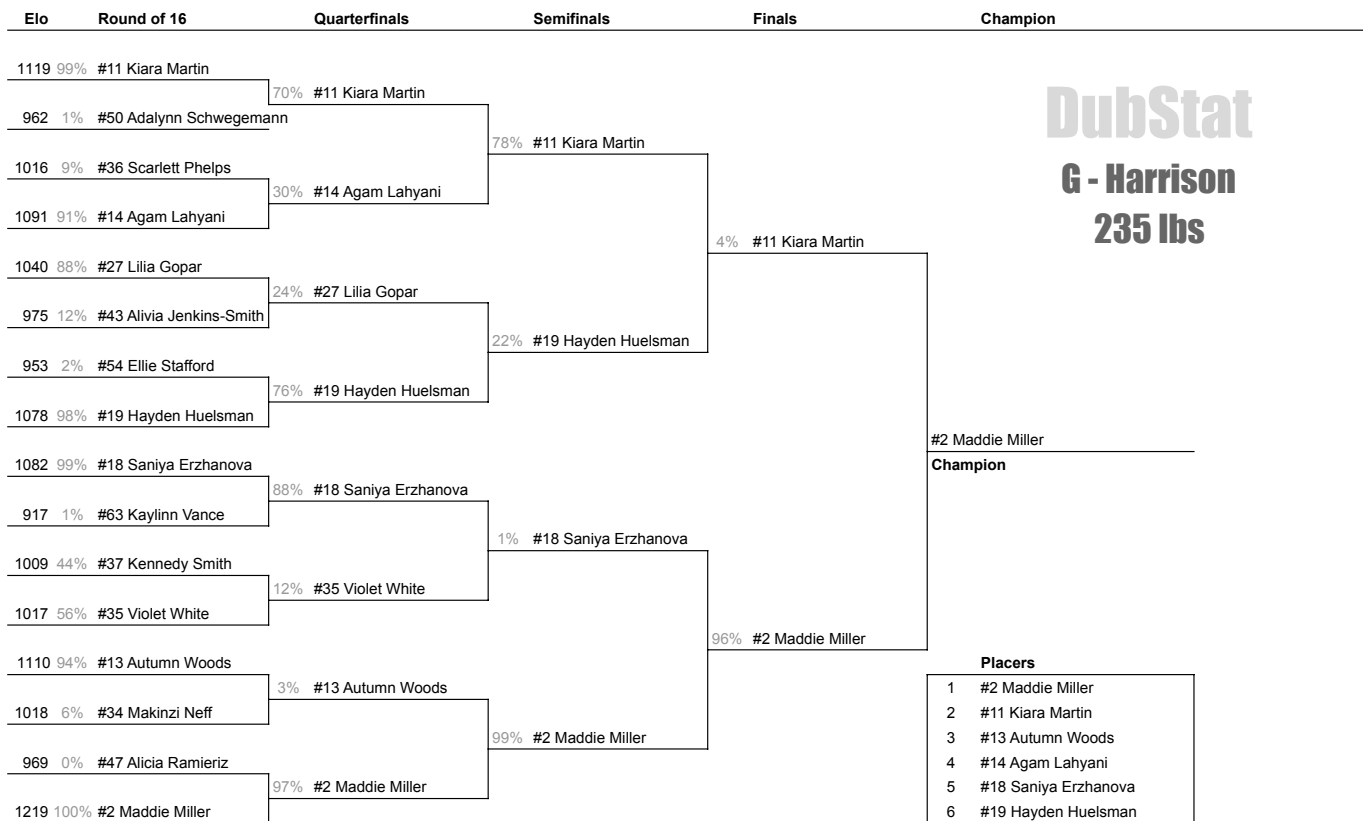 Elo Round of 16 Quarterfinals Semifinals Finals Champion
1119 99% #11 Kiara Martin
70% #11 Kiara Martin
962 1% #50 Adalynn Schwegemann
78% #11 Kiara Martin
1016 9% #36 Scarlett Phelps
30% #14 Agam Lahyani
1091 91% #14 Agam Lahyani
4% #11 Kiara Martin
1040 88% #27 Lilia Gopar
24% #27 Lilia Gopar
975 12% #43 Alivia Jenkins-Smith
22% #19 Hayden Huelsman
953 2% #54 Ellie Stafford
76% #19 Hayden Huelsman
1078 98% #19 Hayden Huelsman
#2 Maddie Miller
Champion
1082 99% #18 Saniya Erzhanova
88% #18 Saniya Erzhanova
917 1% #63 Kaylinn Vance
1% #18 Saniya Erzhanova
1009 44% #37 Kennedy Smith
12% #35 Violet White
1017 56% #35 Violet White
96% #2 Maddie Miller
1110 94% #13 Autumn Woods
3% #13 Autumn Woods
1018 6% #34 Makinzi Neff
99% #2 Maddie Miller
969 0% #47 Alicia Ramieriz
97% #2 Maddie Miller
1219 100% #2 Maddie Miller
DubStat
G - Harrison
235 lbs
Placers
1 #2 Maddie Miller
2 #11 Kiara Martin
3 #13 Autumn Woods
4 #14 Agam Lahyani
5 #18 Saniya Erzhanova
6 #19 Hayden Huelsman